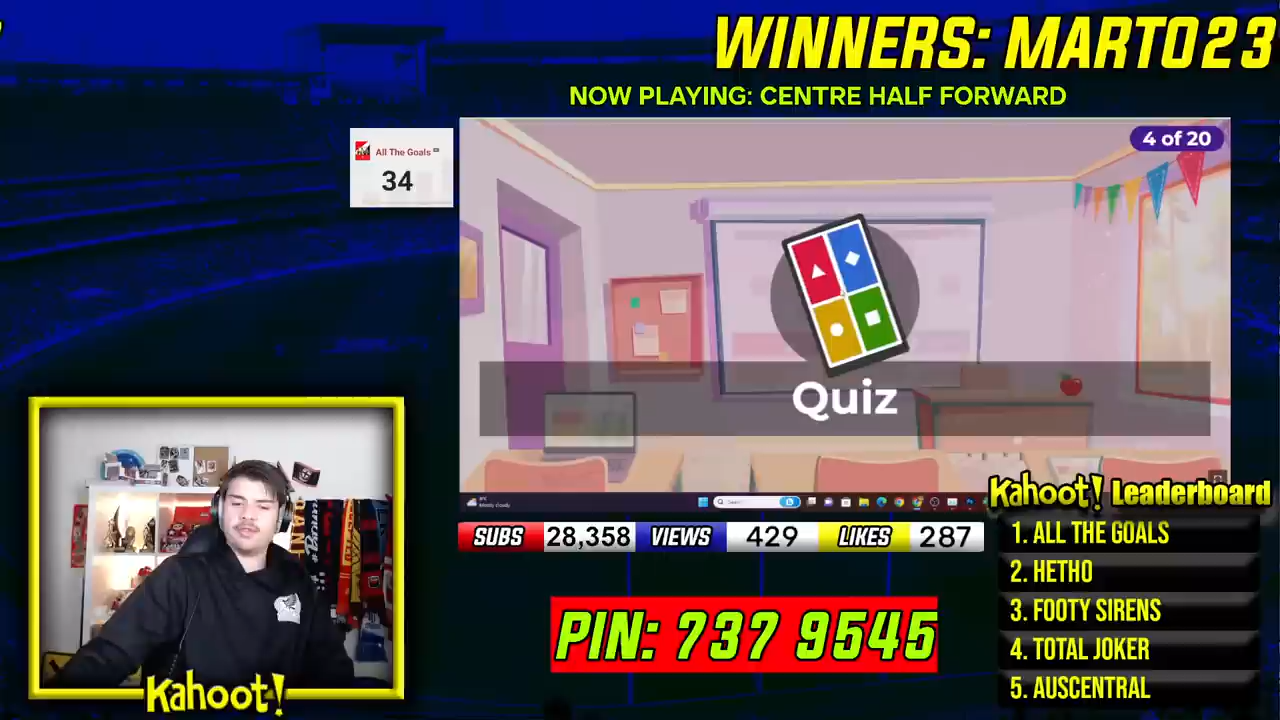 WINNERS: MARTO23
NOW PLAYING: CENTRE HALF FORWARD
4 of 20
All The Goals
34
Quiz
Search
SUBS 28,358 VIEWS 429 LIKES 287
PIN: 737 9545
Kahoot! Leaderboard
1. ALL THE GOALS
2. HETHO
3. FOOTY SIRENS
4. TOTAL JOKER
5. AUSCENTRAL
Kahoot!